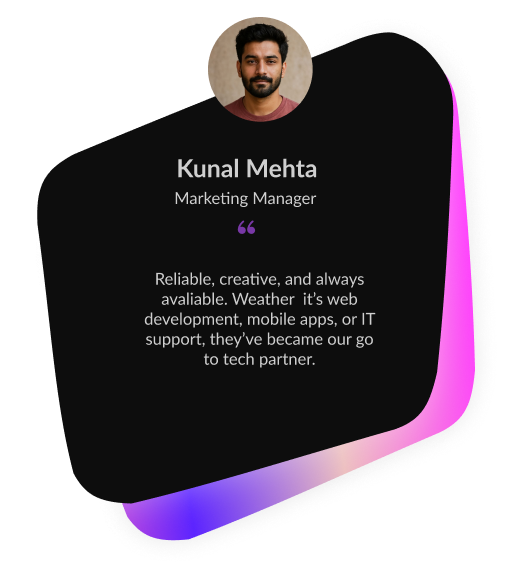 Kunal Mehta
Marketing Manager
“
Reliable, creative, and always
avaliable. Weather  it’s web
development, mobile apps, or IT
support, they’ve became our go
to tech partner.